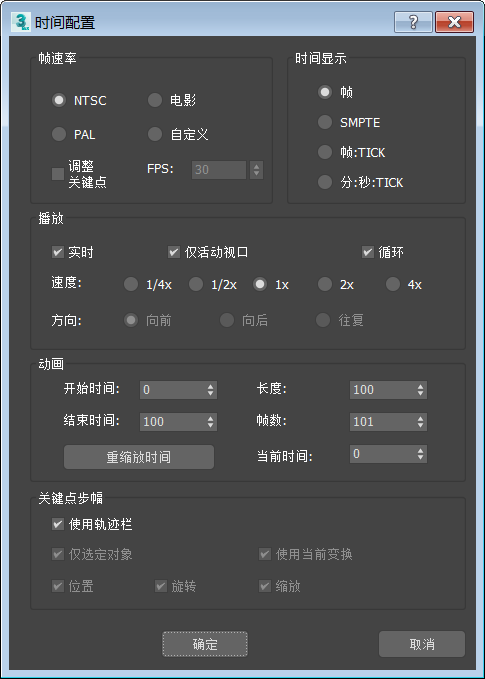 时间配置
帧速率
NTSC 电影
PAL 自定义
调整
关键点
FPS: 30
时间显示
帧
SMPTE
帧:TICK
分:秒:TICK
播放
实时 仅活动视口 循环
速度: 1/4x 1/2x 1x 2x 4x
方向: 向前 向后 往复
动画
开始时间: 0 长度: 100
结束时间: 100 帧数: 101
重缩放时间 当前时间: 0
关键点步幅
使用轨迹栏
仅选定对象 使用当前变换
位置 旋转 缩放
确定 取消